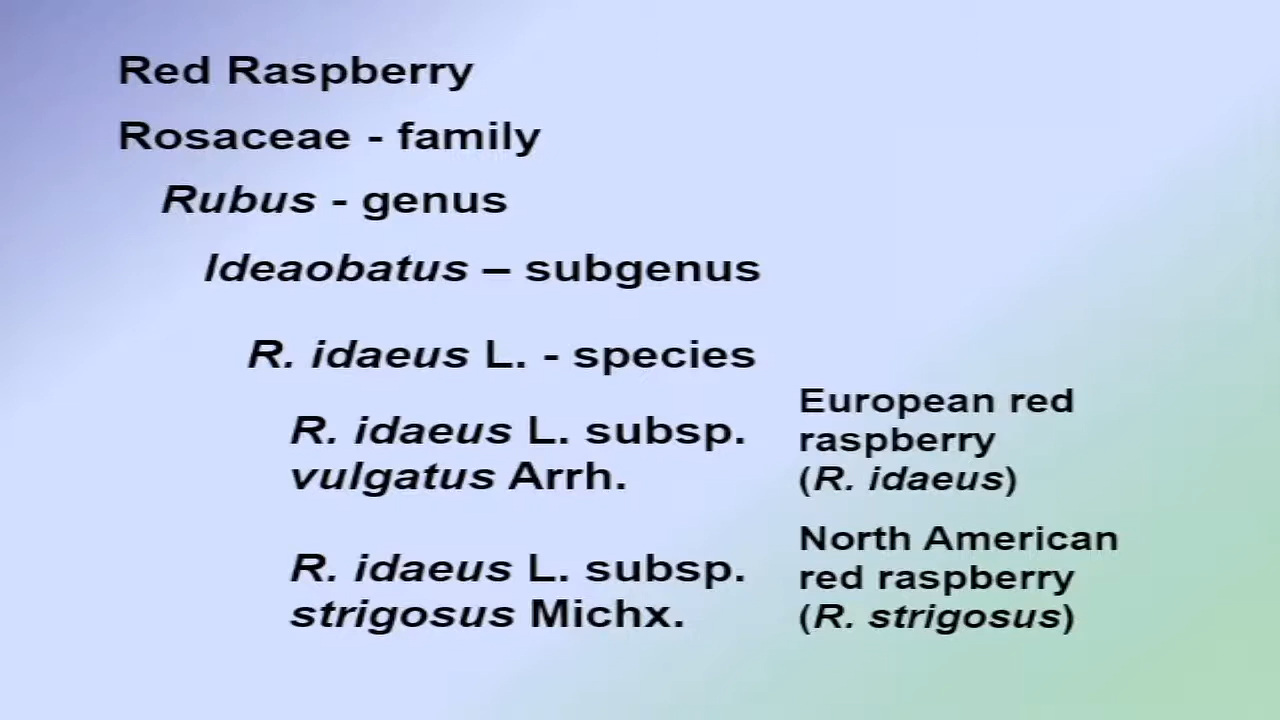 Red Raspberry
Rosaceae - family
Rubus - genus
Ideaobatus – subgenus
R. idaeus L. - species
R. idaeus L. subsp.
vulgatus Arrh.
European red
raspberry
(R. idaeus)
R. idaeus L. subsp.
strigosus Michx.
North American
red raspberry
(R. strigosus)